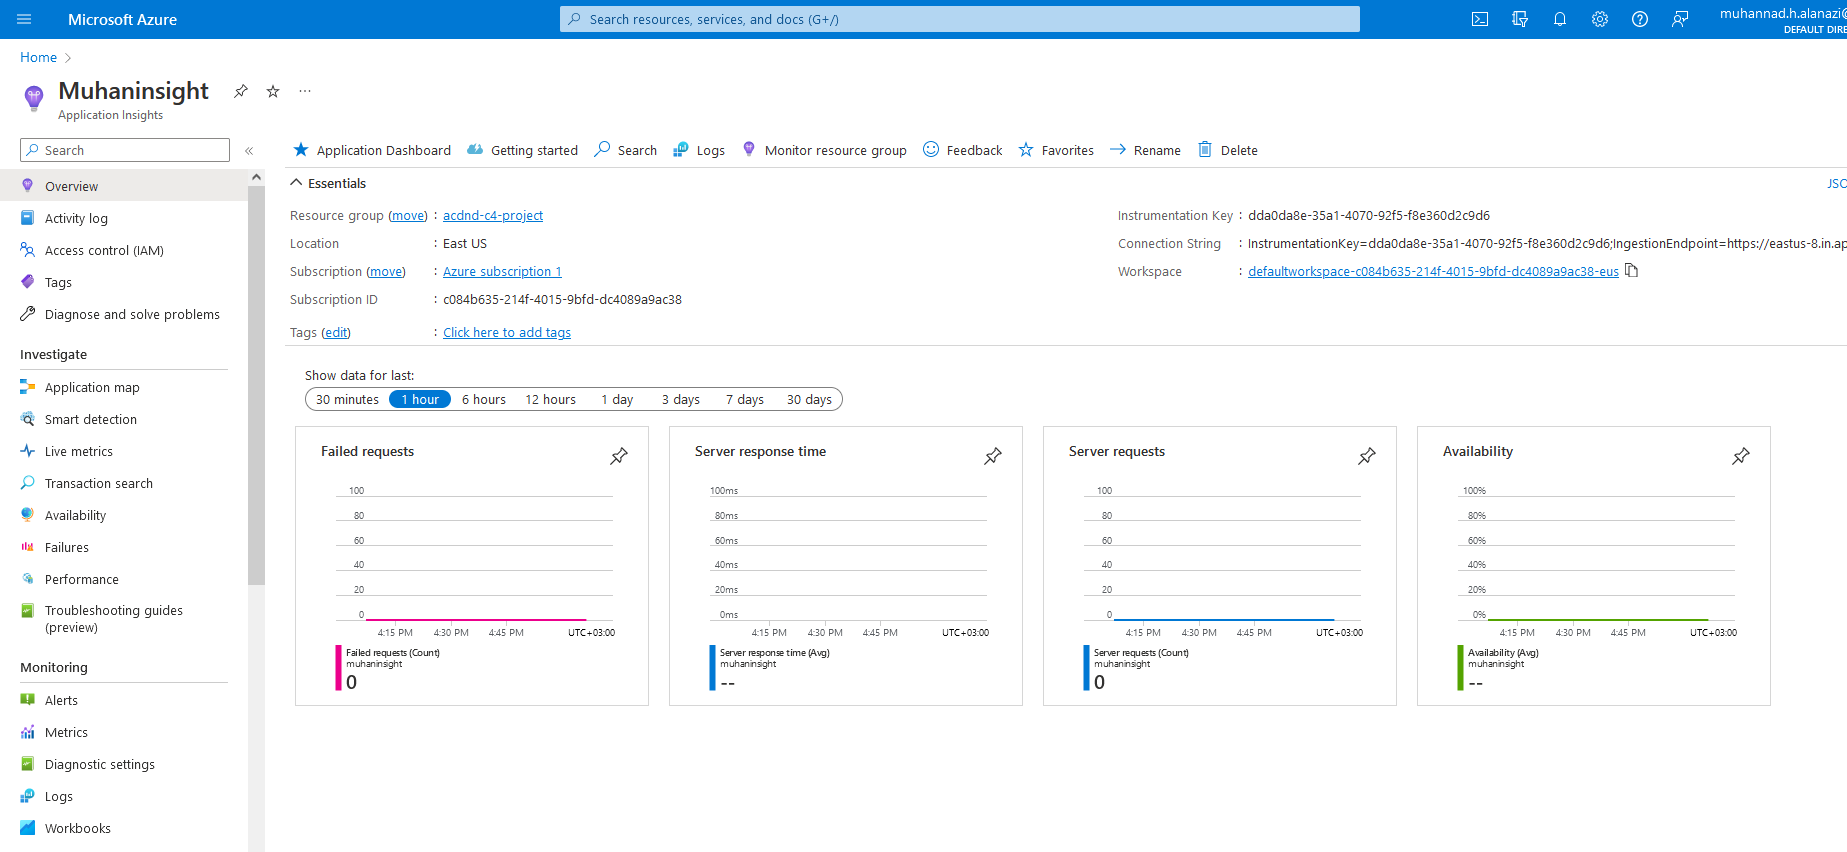 Microsoft Azure
Search resources, services, and docs (G+/)
muhannad.h.alanazi@
DEFAULT DIRE
Home
Muhaninsight
Application Insights
Search
Overview
Activity log
Access control (IAM)
Tags
Diagnose and solve problems
Investigate
Application map
Smart detection
Live metrics
Transaction search
Availability
Failures
Performance
Troubleshooting guides
(preview)
Monitoring
Alerts
Metrics
Diagnostic settings
Logs
Workbooks
Application Dashboard Getting started Search Logs Monitor resource group Feedback Favorites Rename Delete
Essentials
JSO
Resource group (move) : acdnd-c4-project
Location : East US
Subscription (move) : Azure subscription 1
Subscription ID : c084b635-214f-4015-9bfd-dc4089a9ac38
Tags (edit) : Click here to add tags
Instrumentation Key : dda0da8e-35a1-4070-92f5-f8e360d2c9d6
Connection String : InstrumentationKey=dda0da8e-35a1-4070-92f5-f8e360d2c9d6;IngestionEndpoint=https://eastus-8.in.ap
Workspace : defaultworkspace-c084b635-214f-4015-9bfd-dc4089a9ac38-eus
Show data for last:
30 minutes 1 hour 6 hours 12 hours 1 day 3 days 7 days 30 days
Failed requests
100
80
60
40
20
0
4:15 PM 4:30 PM 4:45 PM UTC+03:00
Failed requests (Count)
muhaninsight
0
Server response time
100ms
80ms
60ms
40ms
20ms
0ms
4:15 PM 4:30 PM 4:45 PM UTC+03:00
Server response time (Avg)
muhaninsight
--
Server requests
100
80
60
40
20
0
4:15 PM 4:30 PM 4:45 PM UTC+03:00
Server requests (Count)
muhaninsight
0
Availability
100%
80%
60%
40%
20%
0%
4:15 PM 4:30 PM 4:45 PM UTC+03:00
Availability (Avg)
muhaninsight
--